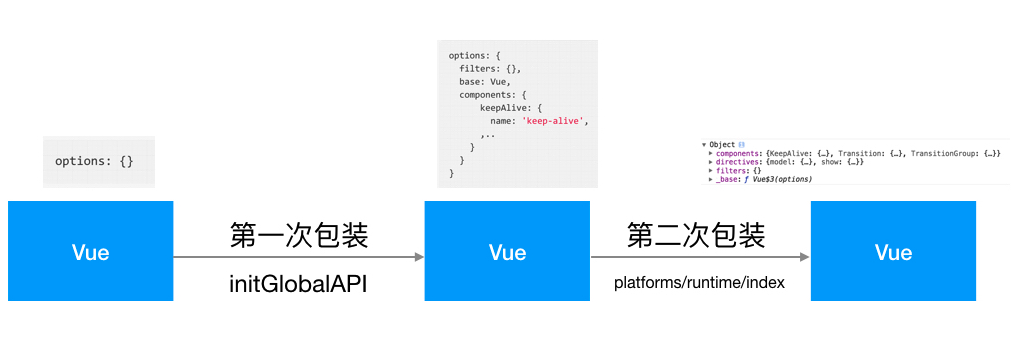 options: {}
Vue
第一次包装
initGlobalAPI
options: {
filters: {},
base: Vue,
components: {
keepAlive: {
name: 'keep-alive',
,..
}
}
}
Vue
第二次包装
platforms/runtime/index
▼ Object
▶ components: {KeepAlive: {…}, Transition: {…}, TransitionGroup: {…}}
▶ directives: {model: {…}, show: {…}}
▶ filters: {}
▶ _base: ƒ Vue$3(options)
Vue